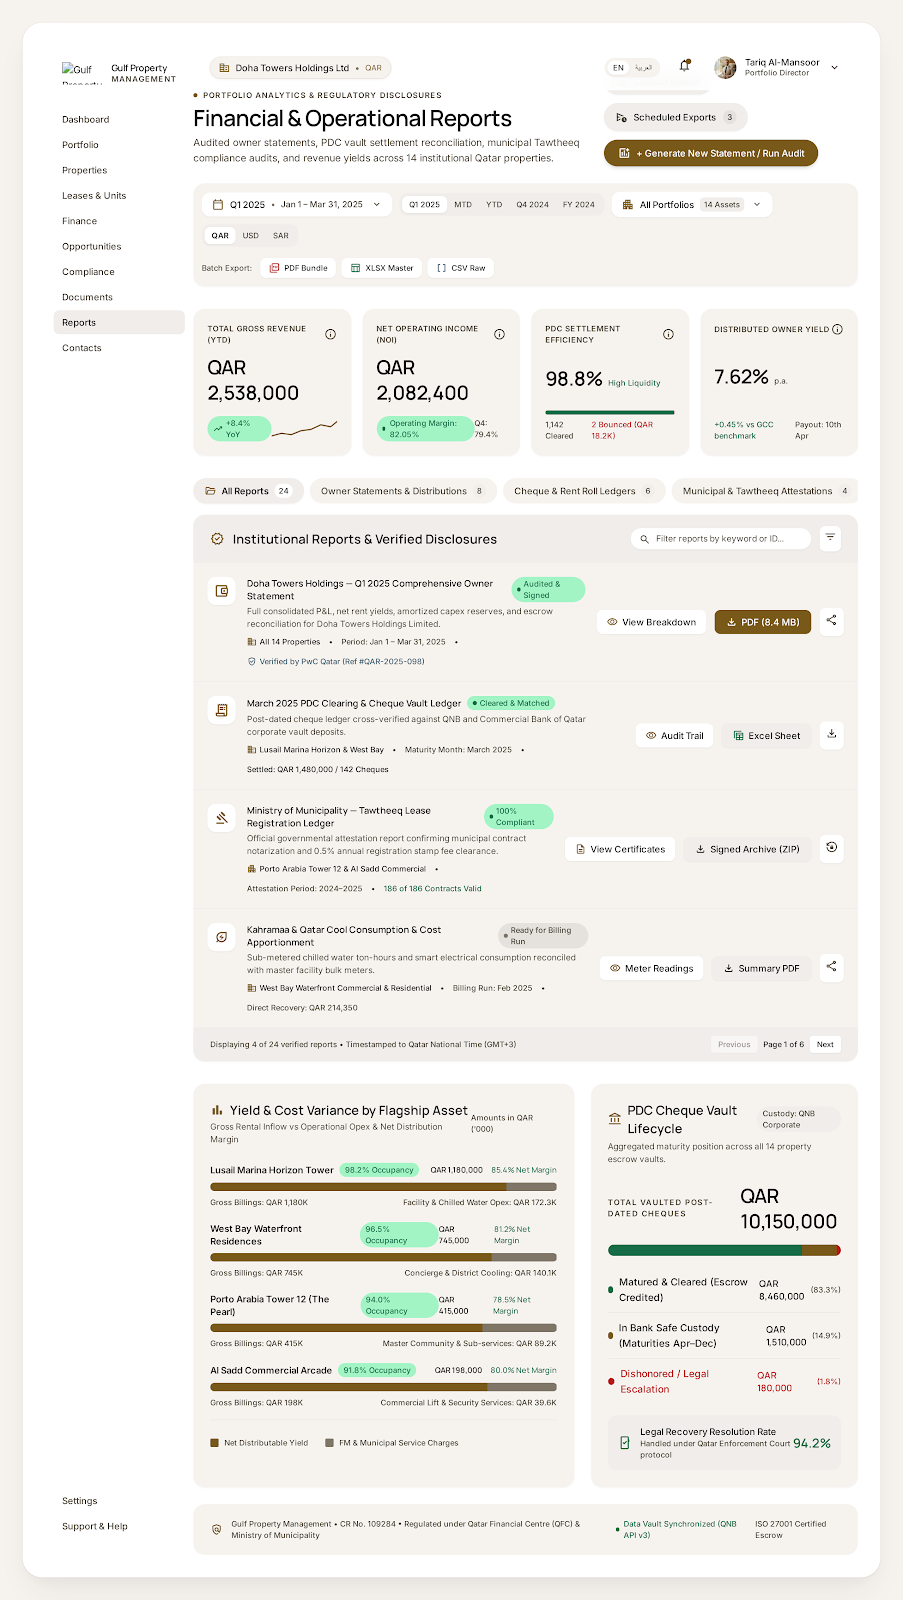 Gulf Property
Gulf Property
MANAGEMENT
Doha Towers Holdings Ltd • QAR
EN العربية
Tariq Al-Mansoor
Portfolio Director
Dashboard
Portfolio
Properties
Leases & Units
Finance
Opportunities
Compliance
Documents
Reports
Contacts
Settings
Support & Help
• PORTFOLIO ANALYTICS & REGULATORY DISCLOSURES
Financial & Operational Reports
Audited owner statements, PDC vault settlement reconciliation, municipal Tawtheeq
compliance audits, and revenue yields across 14 institutional Qatar properties.
Scheduled Exports 3
+ Generate New Statement / Run Audit
Q1 2025 • Jan 1 – Mar 31, 2025
Q1 2025 MTD YTD Q4 2024 FY 2024
All Portfolios 14 Assets
QAR USD SAR
Batch Export: PDF Bundle XLSX Master CSV Raw
TOTAL GROSS REVENUE
(YTD)
QAR
2,538,000
+8.4%
YoY
NET OPERATING INCOME
(NOI)
QAR
2,082,400
• Operating Margin:
82.05%
Q4:
79.4%
PDC SETTLEMENT
EFFICIENCY
98.8% High Liquidity
1,142
Cleared
2 Bounced (QAR
18.2K)
DISTRIBUTED OWNER YIELD
7.62% p.a.
+0.45% vs GCC
benchmark
Payout: 10th
Apr
All Reports 24
Owner Statements & Distributions 8
Cheque & Rent Roll Ledgers 6
Municipal & Tawtheeq Attestations 4
Institutional Reports & Verified Disclosures
Filter reports by keyword or ID...
Doha Towers Holdings — Q1 2025 Comprehensive Owner
Statement
• Audited &
Signed
Full consolidated P&L, net rent yields, amortized capex reserves, and escrow
reconciliation for Doha Towers Holdings Limited.
All 14 Properties • Period: Jan 1 – Mar 31, 2025 •
Verified by PwC Qatar (Ref #QAR-2025-098)
View Breakdown
PDF (8.4 MB)
March 2025 PDC Clearing & Cheque Vault Ledger • Cleared & Matched
Post-dated cheque ledger cross-verified against QNB and Commercial Bank of Qatar
corporate vault deposits.
Lusail Marina Horizon & West Bay • Maturity Month: March 2025 •
Settled: QAR 1,480,000 / 142 Cheques
Audit Trail
Excel Sheet
Ministry of Municipality — Tawtheeq Lease
Registration Ledger
• 100%
Compliant
Official governmental attestation report confirming municipal contract
notarization and 0.5% annual registration stamp fee clearance.
Porto Arabia Tower 12 & Al Sadd Commercial •
Attestation Period: 2024–2025 • 186 of 186 Contracts Valid
View Certificates
Signed Archive (ZIP)
Kahramaa & Qatar Cool Consumption & Cost
Apportionment
• Ready for Billing
Run
Sub-metered chilled water ton-hours and smart electrical consumption reconciled
with master facility bulk meters.
West Bay Waterfront Commercial & Residential • Billing Run: Feb 2025 •
Direct Recovery: QAR 214,350
Meter Readings
Summary PDF
Displaying 4 of 24 verified reports • Timestamped to Qatar National Time (GMT+3)
Previous Page 1 of 6 Next
Yield & Cost Variance by Flagship Asset
Gross Rental Inflow vs Operational Opex & Net Distribution
Margin
Amounts in QAR
('000)
Lusail Marina Horizon Tower 98.2% Occupancy QAR 1,180,000 85.4% Net Margin
Gross Billings: QAR 1,180K Facility & Chilled Water Opex: QAR 172.3K
West Bay Waterfront
Residences
96.5%
Occupancy
QAR
745,000
81.2% Net
Margin
Gross Billings: QAR 745K Concierge & District Cooling: QAR 140.1K
Porto Arabia Tower 12 (The
Pearl)
94.0%
Occupancy
QAR
415,000
78.5% Net
Margin
Gross Billings: QAR 415K Master Community & Sub-services: QAR 89.2K
Al Sadd Commercial Arcade 91.8% Occupancy QAR 198,000 80.0% Net Margin
Gross Billings: QAR 198K Commercial Lift & Security Services: QAR 39.6K
Net Distributable Yield FM & Municipal Service Charges
PDC Cheque Vault
Lifecycle
Custody: QNB
Corporate
Aggregated maturity position across all 14 property
escrow vaults.
TOTAL VAULTED POST-
DATED CHEQUES
QAR
10,150,000
Matured & Cleared (Escrow
Credited)
QAR
8,460,000
(83.3%)
In Bank Safe Custody
(Maturities Apr–Dec)
QAR
1,510,000
(14.9%)
Dishonored / Legal
Escalation
QAR
180,000
(1.8%)
Legal Recovery Resolution Rate
Handled under Qatar Enforcement Court
protocol
94.2%
Gulf Property Management • CR No. 109284 • Regulated under Qatar Financial Centre (QFC) &
Ministry of Municipality
• Data Vault Synchronized (QNB
API v3)
ISO 27001 Certified
Escrow